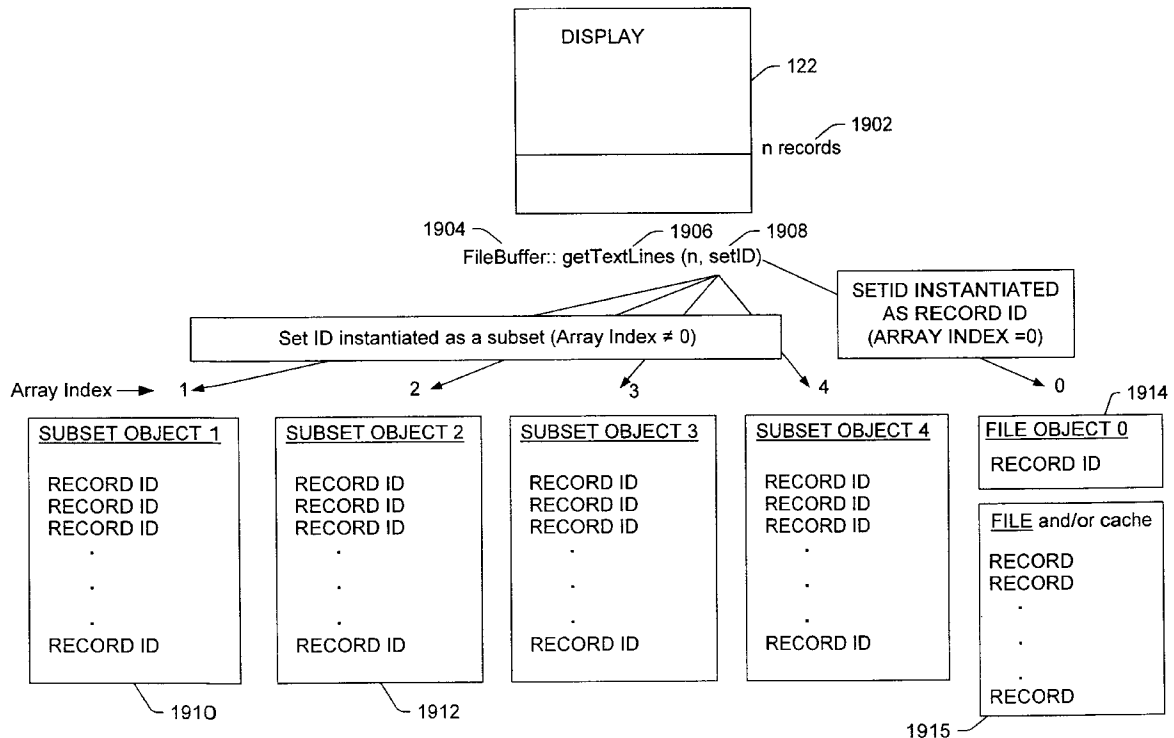 DISPLAY
122
1902
n records
1904
1906
1908
FileBuffer:: getTextLines (n, setID)
SETID INSTANTIATED
AS RECORD ID
(ARRAY INDEX =0)
Set ID instantiated as a subset (Array Index ≠ 0)
Array Index
1
2
3
4
0
1914
SUBSET OBJECT 1
RECORD ID
RECORD ID
RECORD ID
.
.
.
RECORD ID
1910
SUBSET OBJECT 2
RECORD ID
RECORD ID
RECORD ID
.
.
.
RECORD ID
1912
SUBSET OBJECT 3
RECORD ID
RECORD ID
RECORD ID
.
.
.
RECORD ID
SUBSET OBJECT 4
RECORD ID
RECORD ID
RECORD ID
.
.
.
RECORD ID
FILE OBJECT 0
RECORD ID
FILE and/or cache
RECORD
RECORD
.
.
.
RECORD
1915